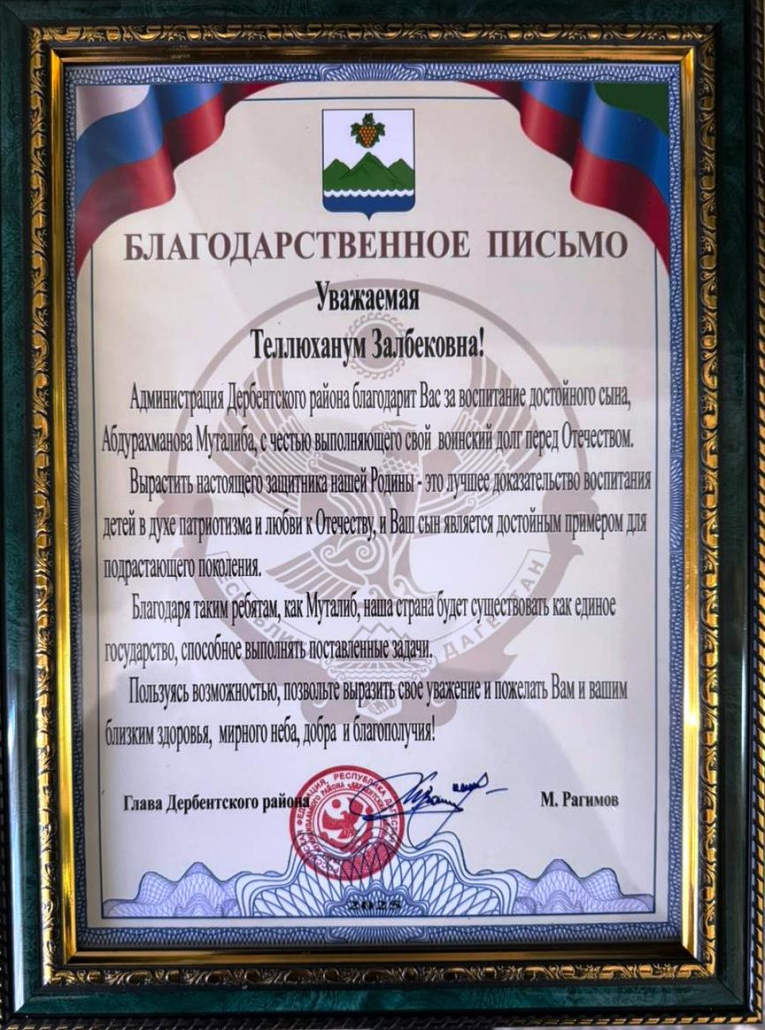 БЛАГОДАРСТВЕННОЕ ПИСЬМО
Уважаемая
Теллюханум Залбековна!
Администрация Дербентского района благодарит Вас за воспитание достойного сына,
Абдурахманова Муталиба, с честью выполняющего свой воинский долг перед Отечеством.
Вырастить настоящего защитника нашей Родины - это лучшее доказательство воспитания
детей в духе патриотизма и любви к Отечеству, и Ваш сын является достойным примером для
подрастающего поколения.
Благодаря таким ребятам, как Муталиб, наша страна будет существовать как единое
государство, способное выполнять поставленные задачи.
Пользуясь возможностью, позвольте выразить свое уважение и пожелать Вам и вашим
близким здоровья, мирного неба, добра и благополучия!
РЕСПУБЛИКА ДАГЕСТАН
Глава Дербентского района
М. Рагимов
2025